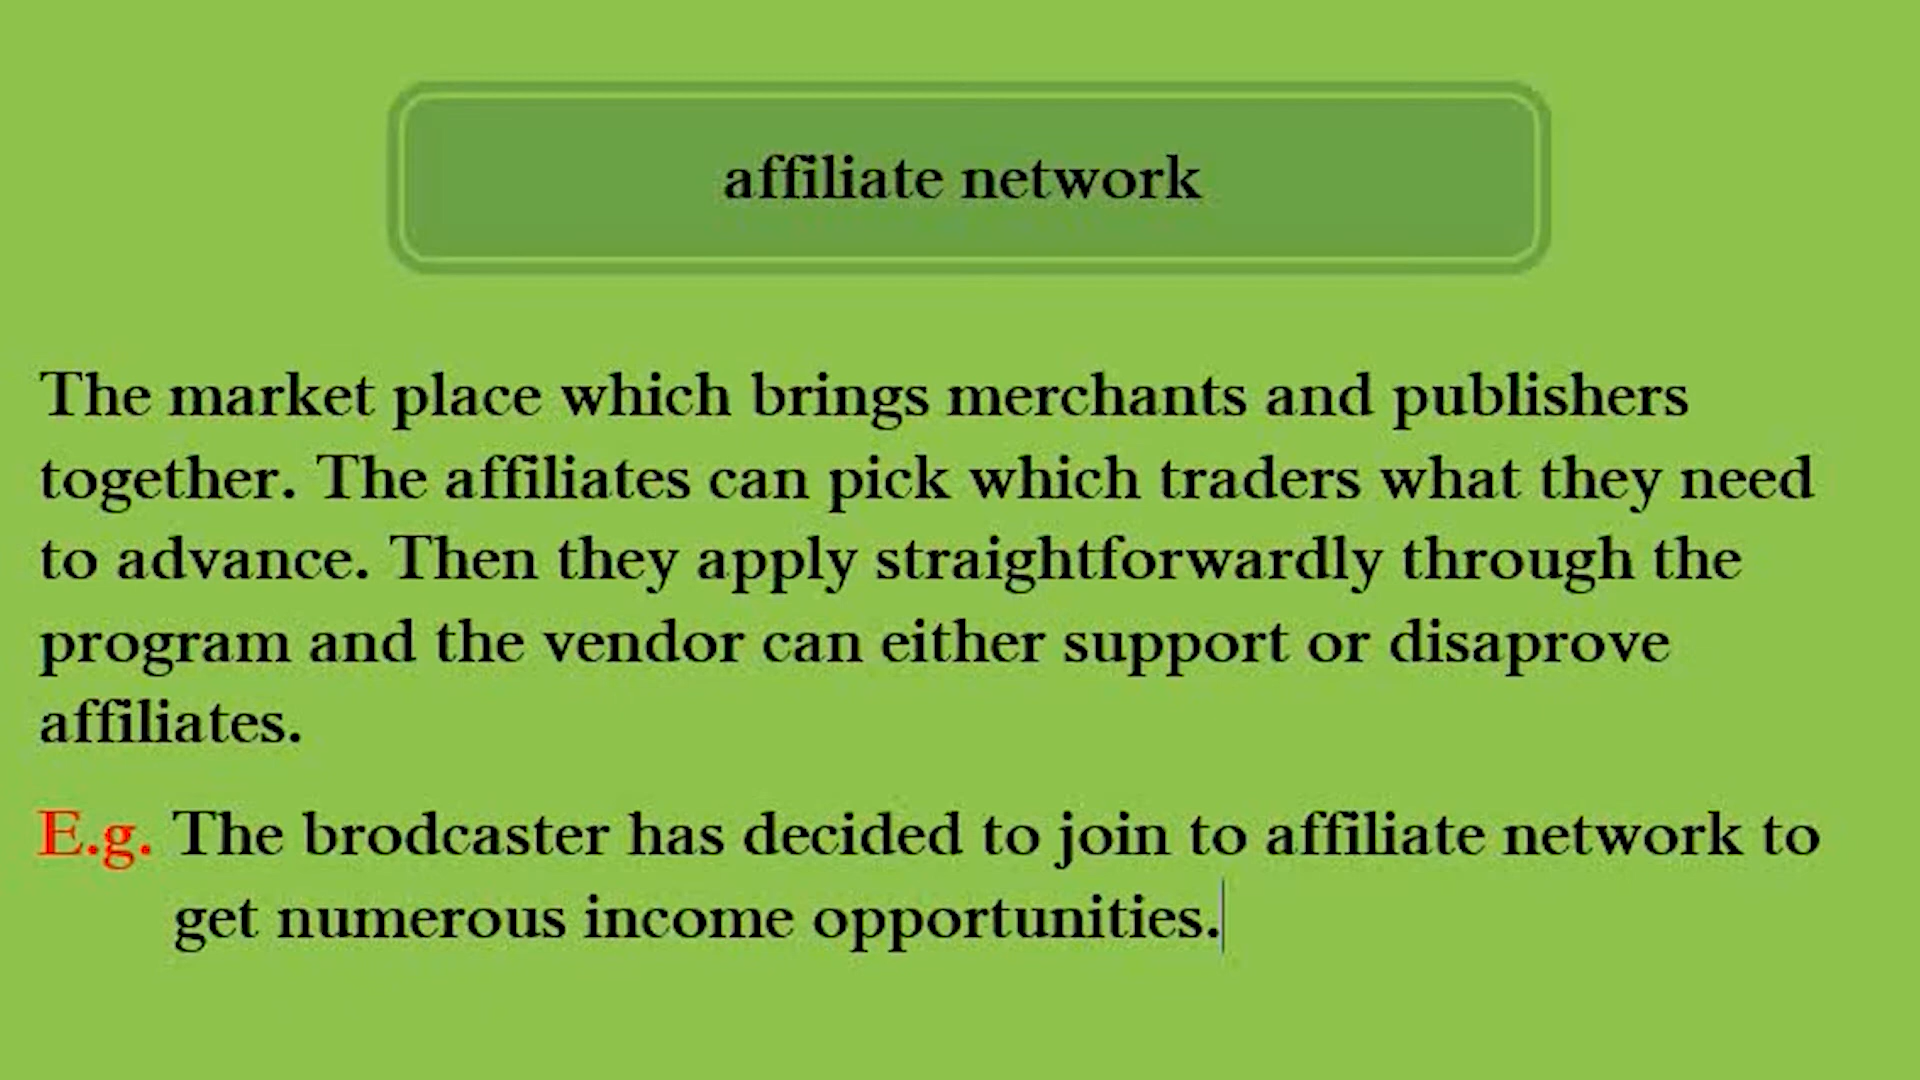 affiliate network
The market place which brings merchants and publishers
together. The affiliates can pick which traders what they need
to advance. Then they apply straightforwardly through the
program and the vendor can either support or disaprove
affiliates.
E.g. The brodcaster has decided to join to affiliate network to
get numerous income opportunities.